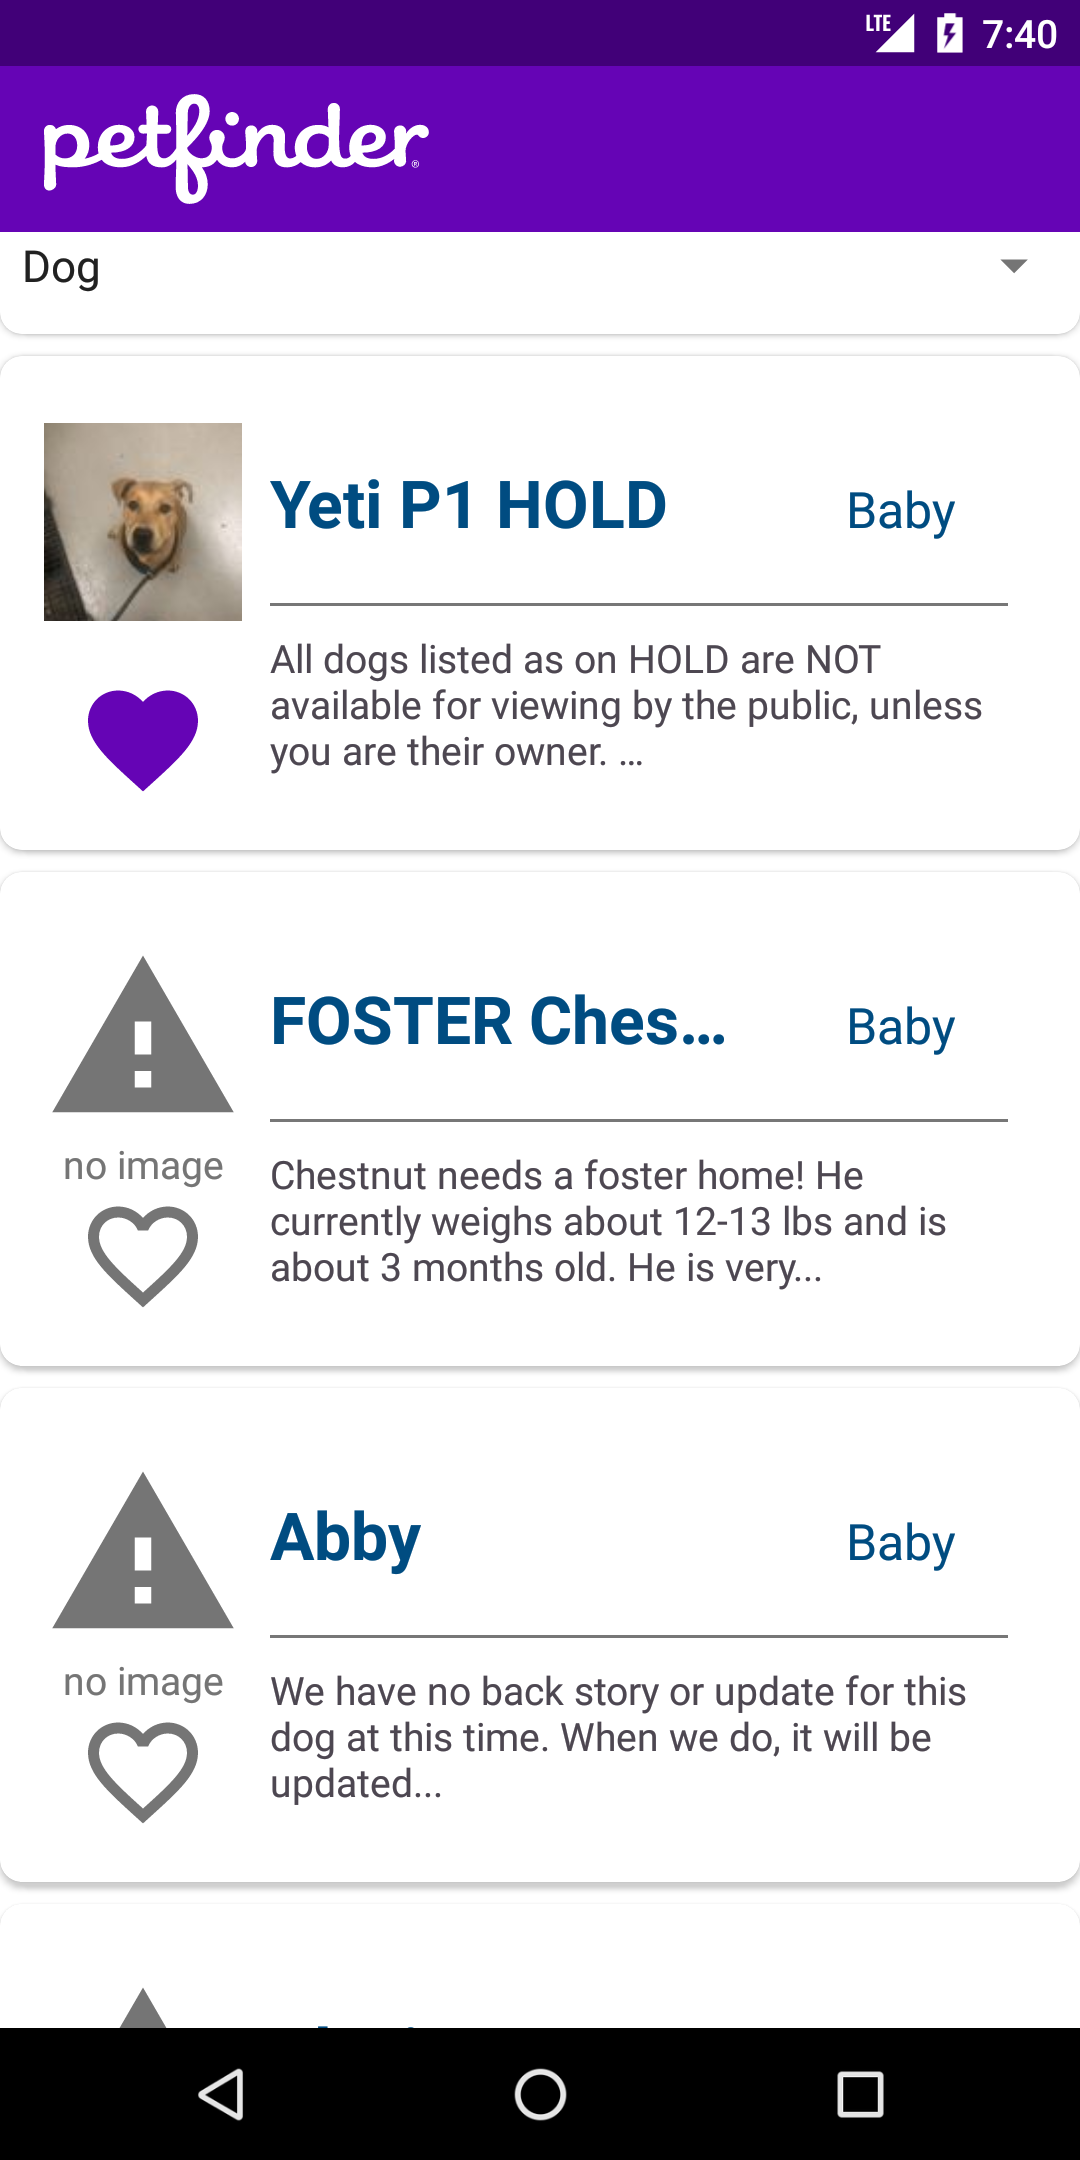 LTE 7:40
petfinder®
Dog
Yeti P1 HOLD Baby
All dogs listed as on HOLD are NOT
available for viewing by the public, unless
you are their owner. ...
FOSTER Ches... Baby
no image
Chestnut needs a foster home! He
currently weighs about 12-13 lbs and is
about 3 months old. He is very...
Abby Baby
no image
We have no back story or update for this
dog at this time. When we do, it will be
updated...